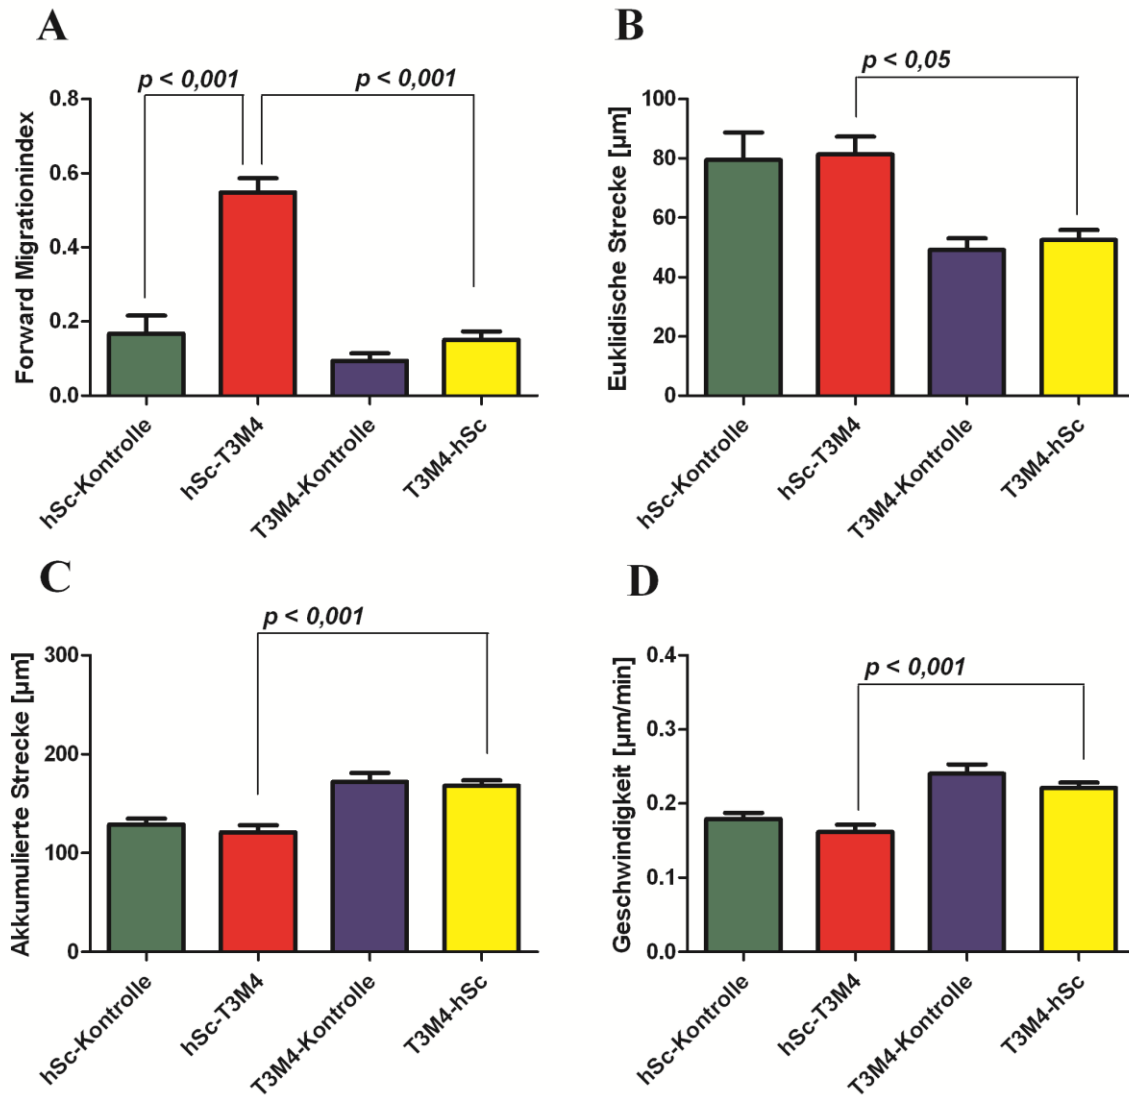 A
p < 0,001
p < 0,001
Forward Migrationindex
0.8
0.6
0.4
0.2
0.0
hSc-Kontrolle
hSc-T3M4
T3M4-Kontrolle
T3M4-hSc
B
p < 0,05
Euklidische Strecke [µm]
100
80
60
40
20
0
hSc-Kontrolle
hSc-T3M4
T3M4-Kontrolle
T3M4-hSc
C
p < 0,001
Akkumulierte Strecke [µm]
300
200
100
0
hSc-Kontrolle
hSc-T3M4
T3M4-Kontrolle
T3M4-hSc
D
p < 0,001
Geschwindigkeit [µm/min]
0.4
0.3
0.2
0.1
0.0
hSc-Kontrolle
hSc-T3M4
T3M4-Kontrolle
T3M4-hSc